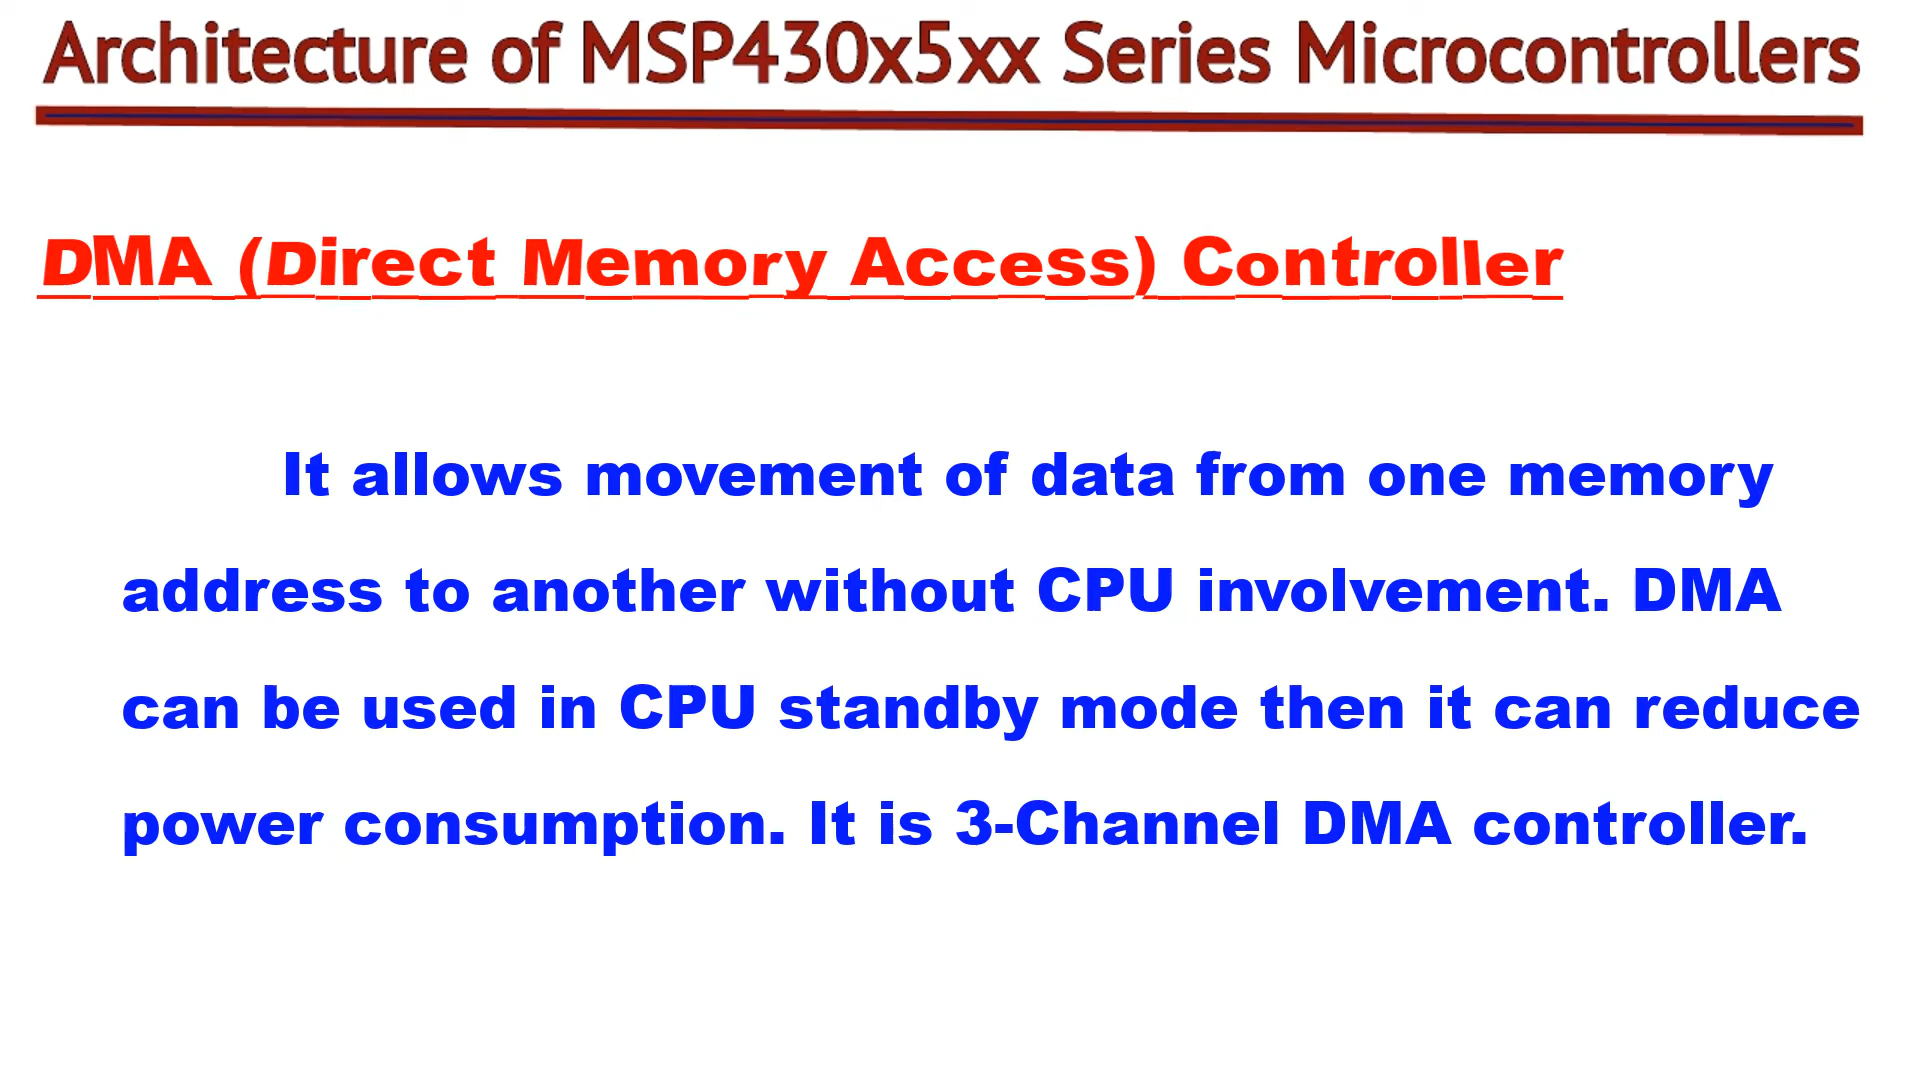 Architecture of MSP430x5xx Series Microcontrollers
DMA (Direct Memory Access) Controller
It allows movement of data from one memory
address to another without CPU involvement. DMA
can be used in CPU standby mode then it can reduce
power consumption. It is 3-Channel DMA controller.